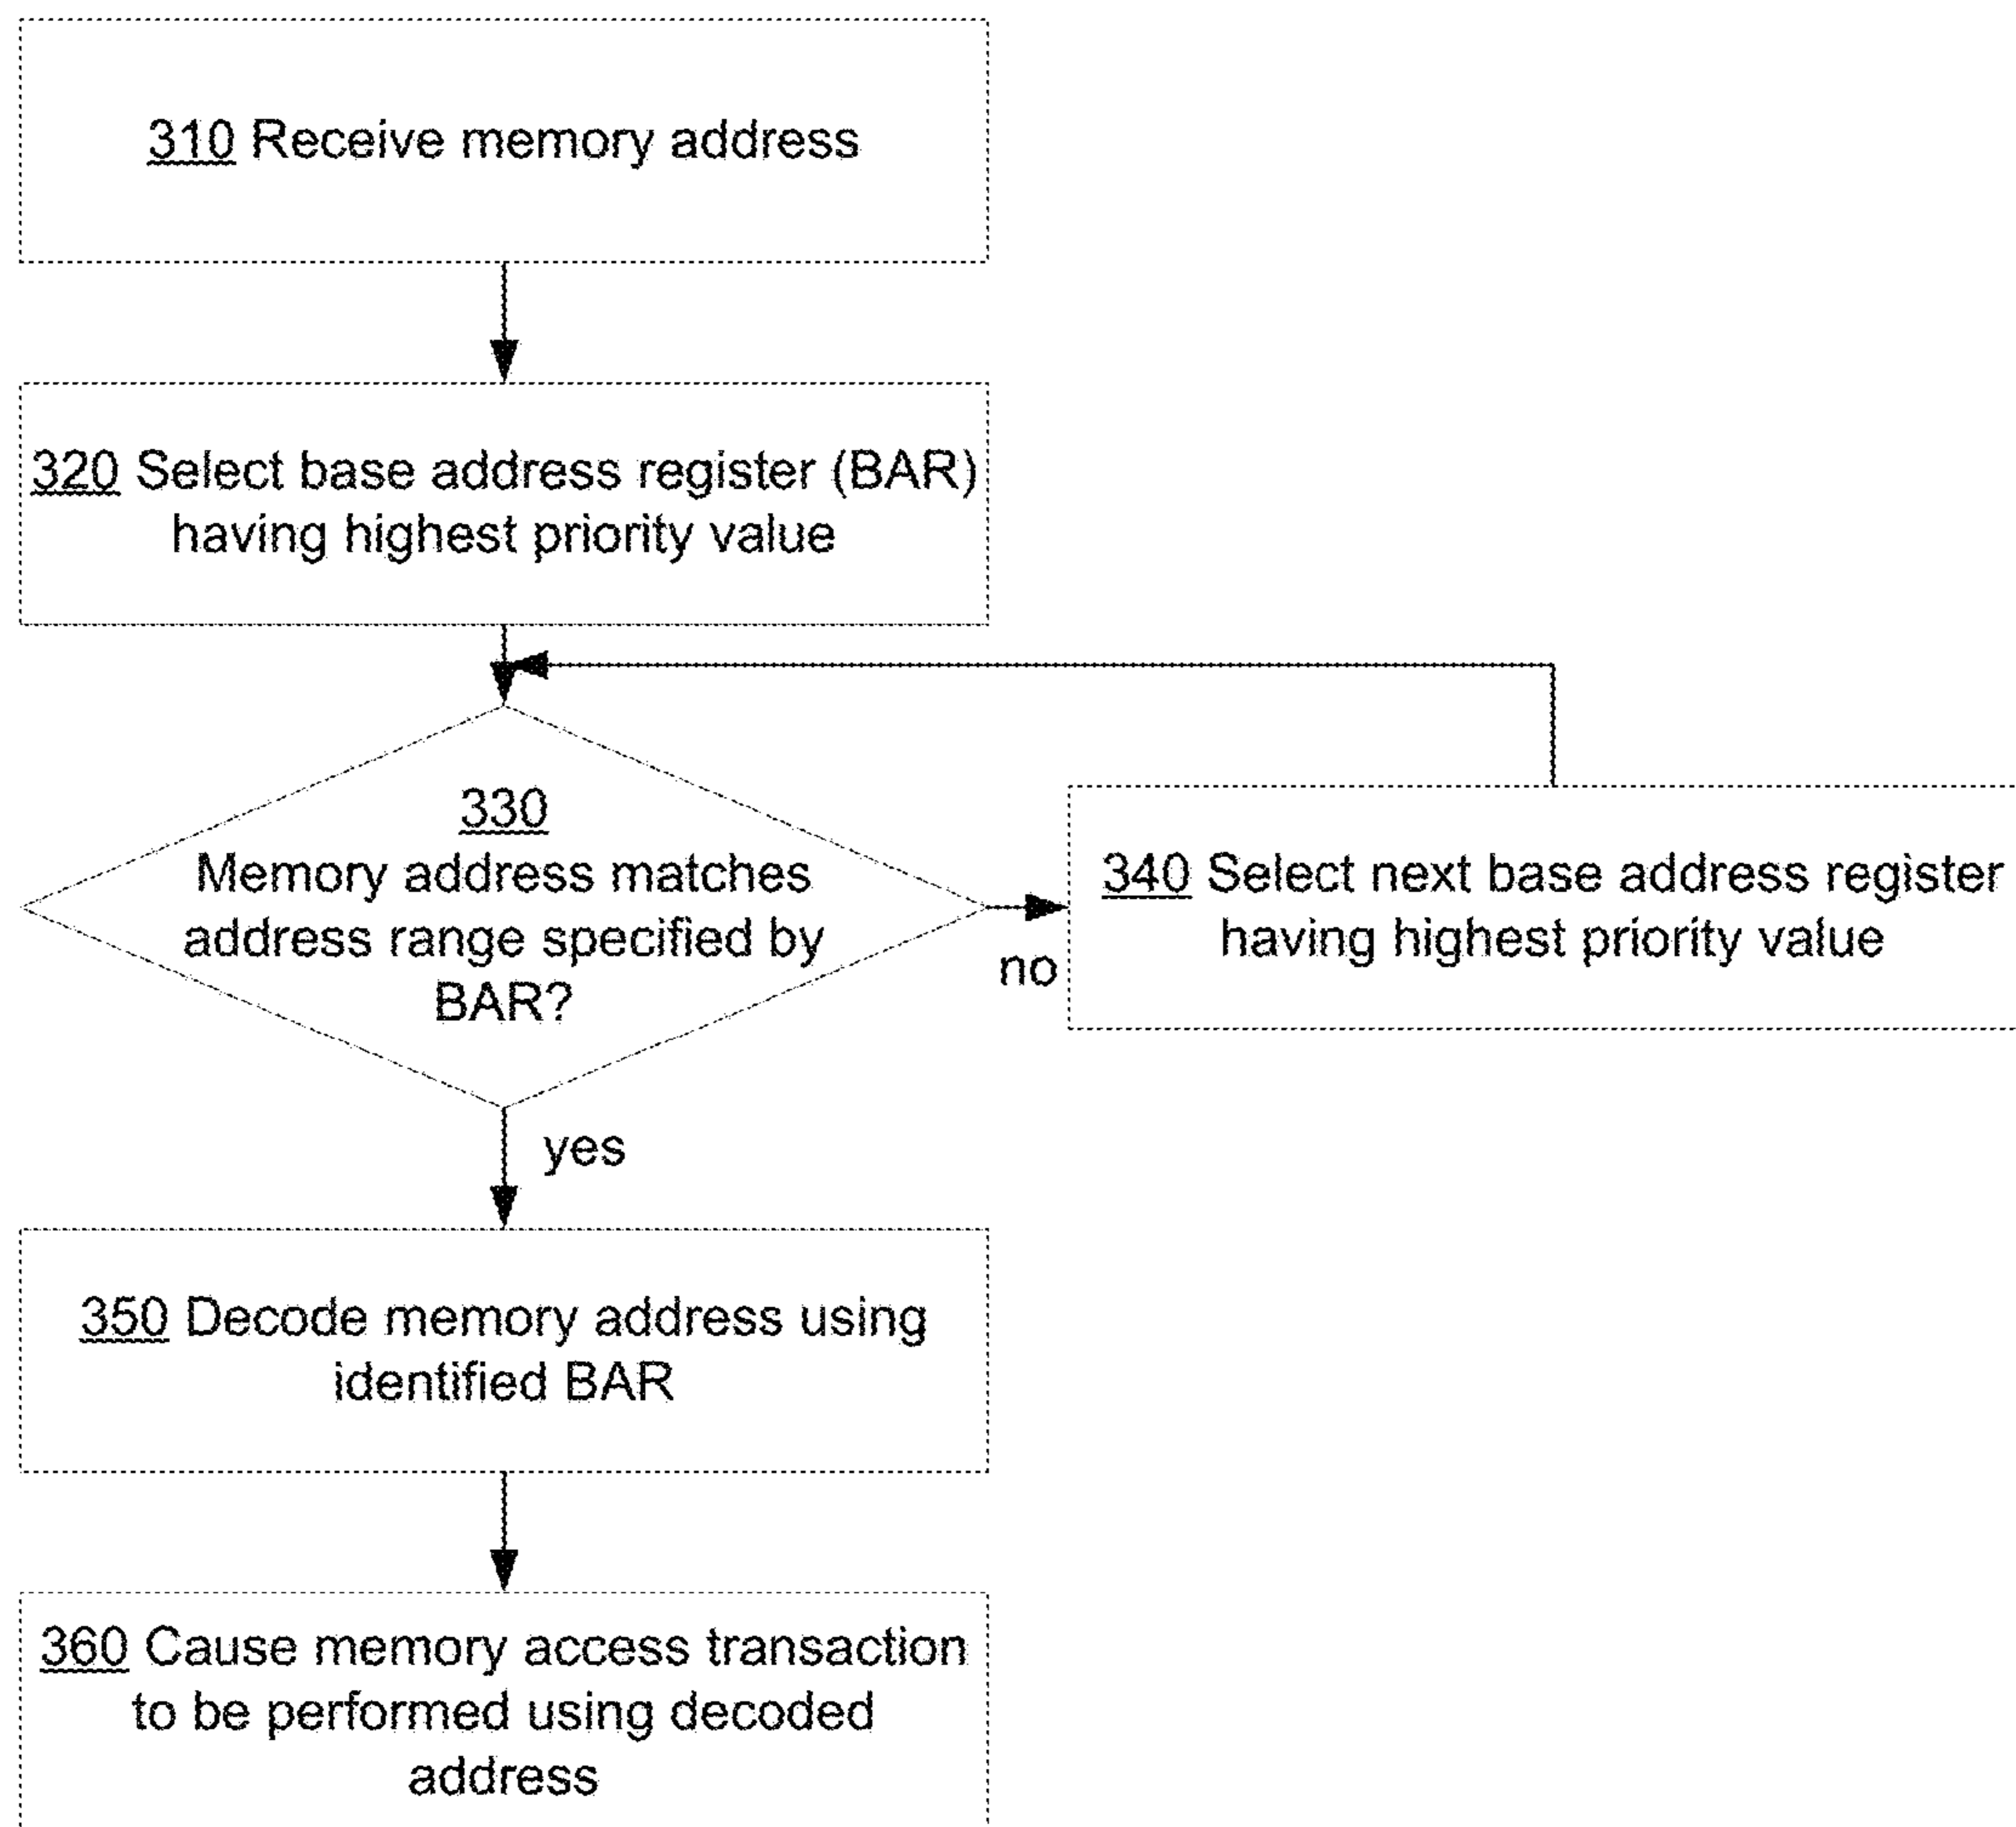 310 Receive memory address
320 Select base address register (BAR)
having highest priority value
330
Memory address matches
address range specified by
BAR?
no
340 Select next base address register
having highest priority value
yes
350 Decode memory address using
identified BAR
360 Cause memory access transaction
to be performed using decoded
address